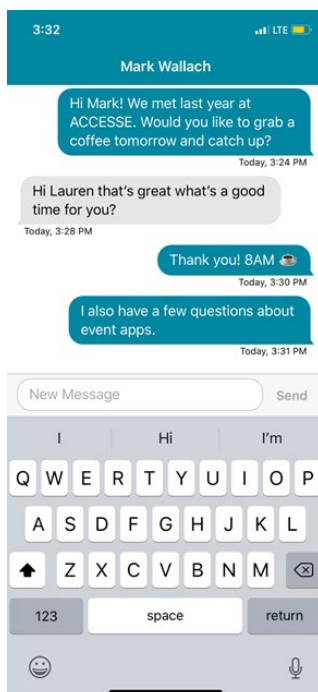 3:32
LTE
Mark Wallach
Hi Mark! We met last year at
ACCESSE. Would you like to grab a
coffee tomorrow and catch up?
Today, 3:24 PM
Hi Lauren that's great what's a good
time for you?
Today, 3:28 PM
Thank you! 8AM ☕
Today, 3:30 PM
I also have a few questions about
event apps.
Today, 3:31 PM
New Message
Send
I Hi I'm
Q W E R T Y U I O P
A S D F G H J K L
Z X C V B N M
123 space return